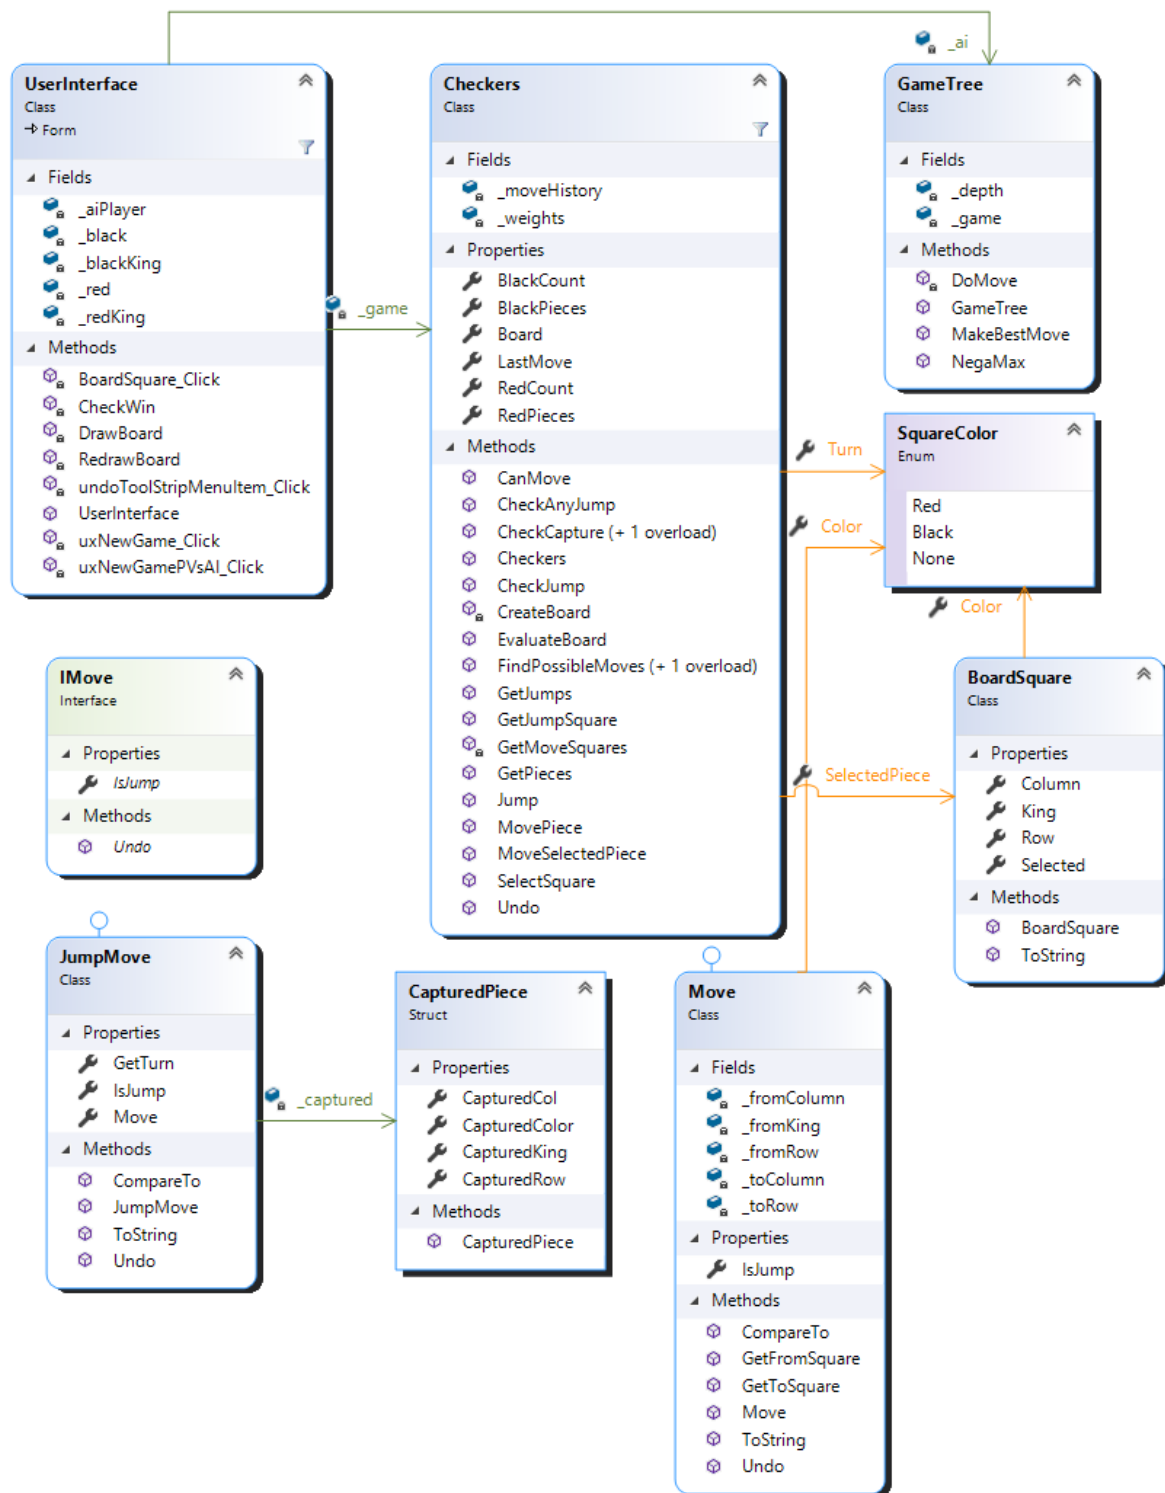 _ai
UserInterface
Class
Form
Fields
_aiPlayer
_black
_blackKing
_red
_redKing
Methods
BoardSquare_Click
CheckWin
DrawBoard
RedrawBoard
undoToolStripMenuItem_Click
UserInterface
uxNewGame_Click
uxNewGamePVsAI_Click
_game
Checkers
Class
Fields
_moveHistory
_weights
Properties
BlackCount
BlackPieces
Board
LastMove
RedCount
RedPieces
Methods
CanMove
CheckAnyJump
CheckCapture (+ 1 overload)
Checkers
CheckJump
CreateBoard
EvaluateBoard
FindPossibleMoves (+ 1 overload)
GetJumps
GetJumpSquare
GetMoveSquares
GetPieces
Jump
MovePiece
MoveSelectedPiece
SelectSquare
Undo
GameTree
Class
Fields
_depth
_game
Methods
DoMove
GameTree
MakeBestMove
NegaMax
Turn
Color
SquareColor
Enum
Red
Black
None
Color
SelectedPiece
BoardSquare
Class
Properties
Column
King
Row
Selected
Methods
BoardSquare
ToString
IMove
Interface
Properties
IsJump
Methods
Undo
JumpMove
Class
Properties
GetTurn
IsJump
Move
Methods
CompareTo
JumpMove
ToString
Undo
_captured
CapturedPiece
Struct
Properties
CapturedCol
CapturedColor
CapturedKing
CapturedRow
Methods
CapturedPiece
Move
Class
Fields
_fromColumn
_fromKing
_fromRow
_toColumn
_toRow
Properties
IsJump
Methods
CompareTo
GetFromSquare
GetToSquare
Move
ToString
Undo